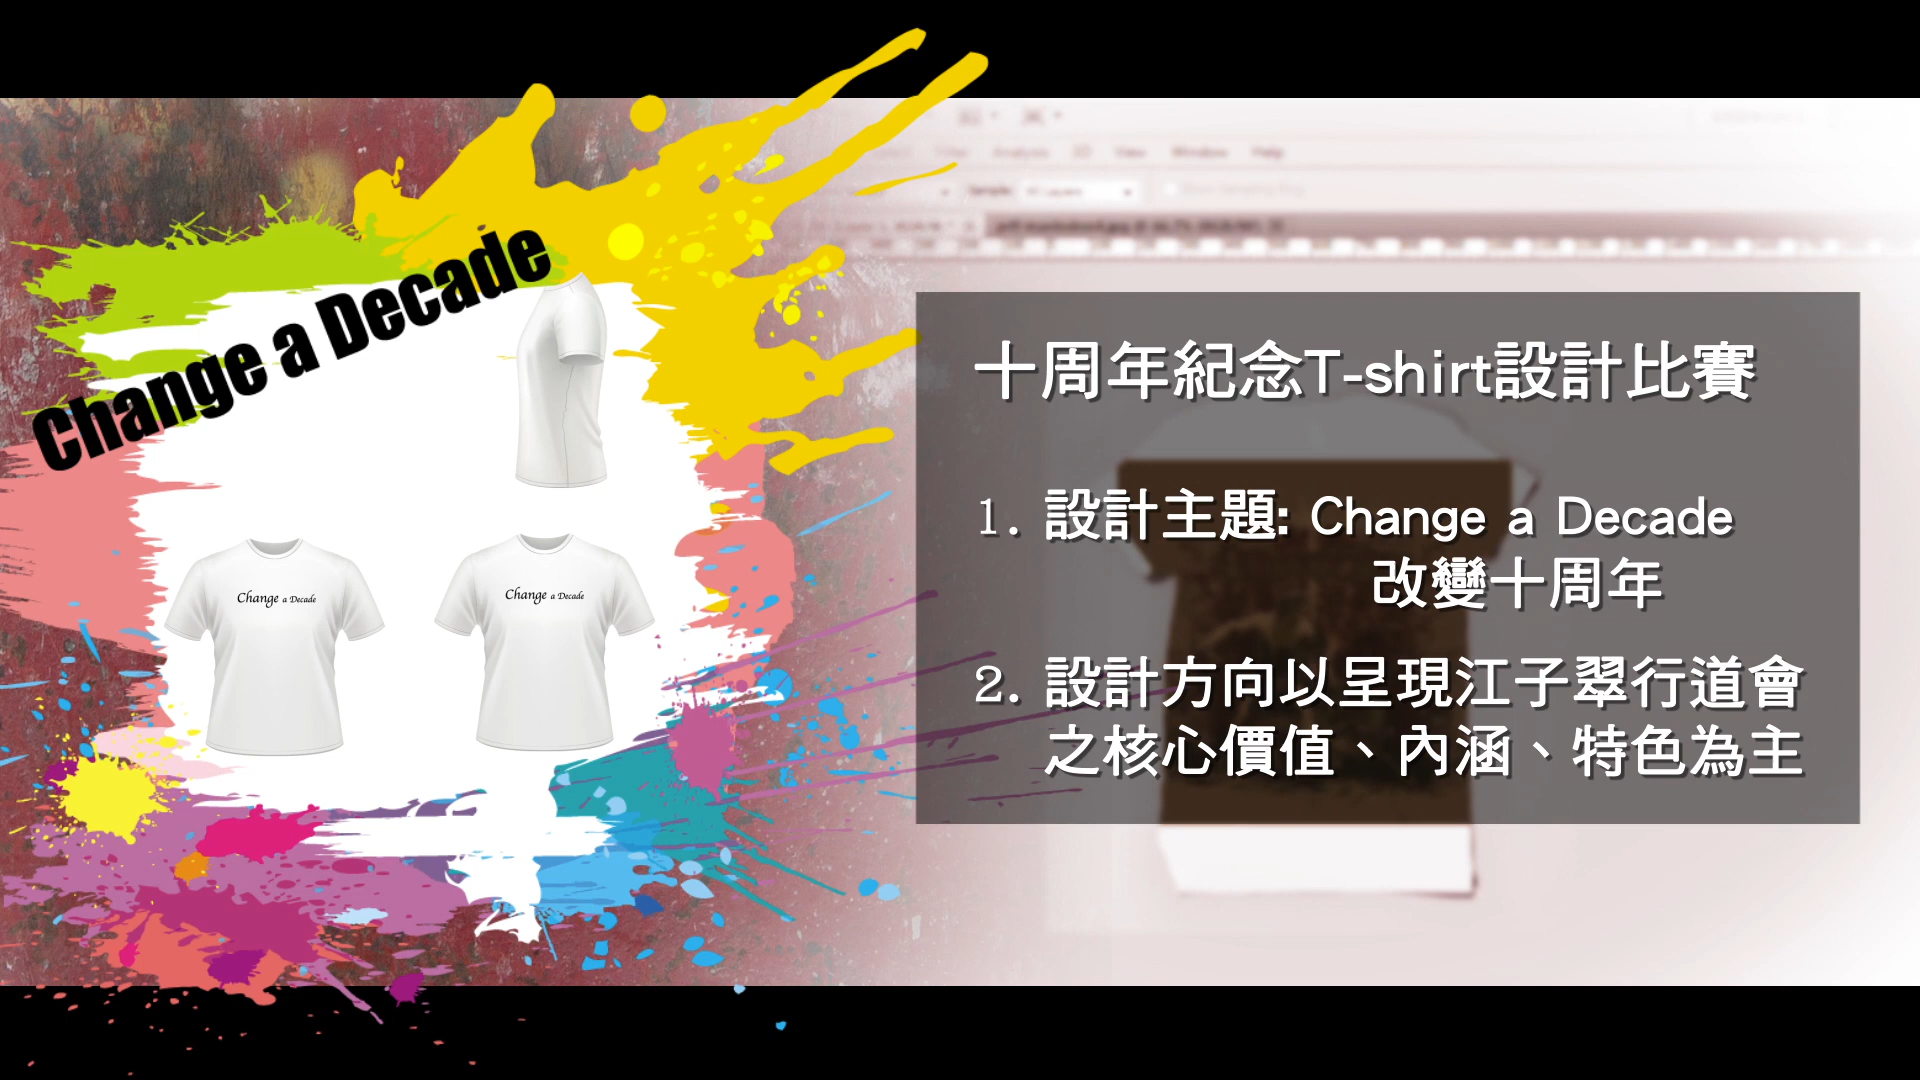 Change a Decade
Change a Decade
Change a Decade
十周年紀念T-shirt設計比賽
1. 設計主題: Change a Decade
改變十周年
2. 設計方向以呈現江子翠行道會
之核心價值、內涵、特色為主
View
Window
Help